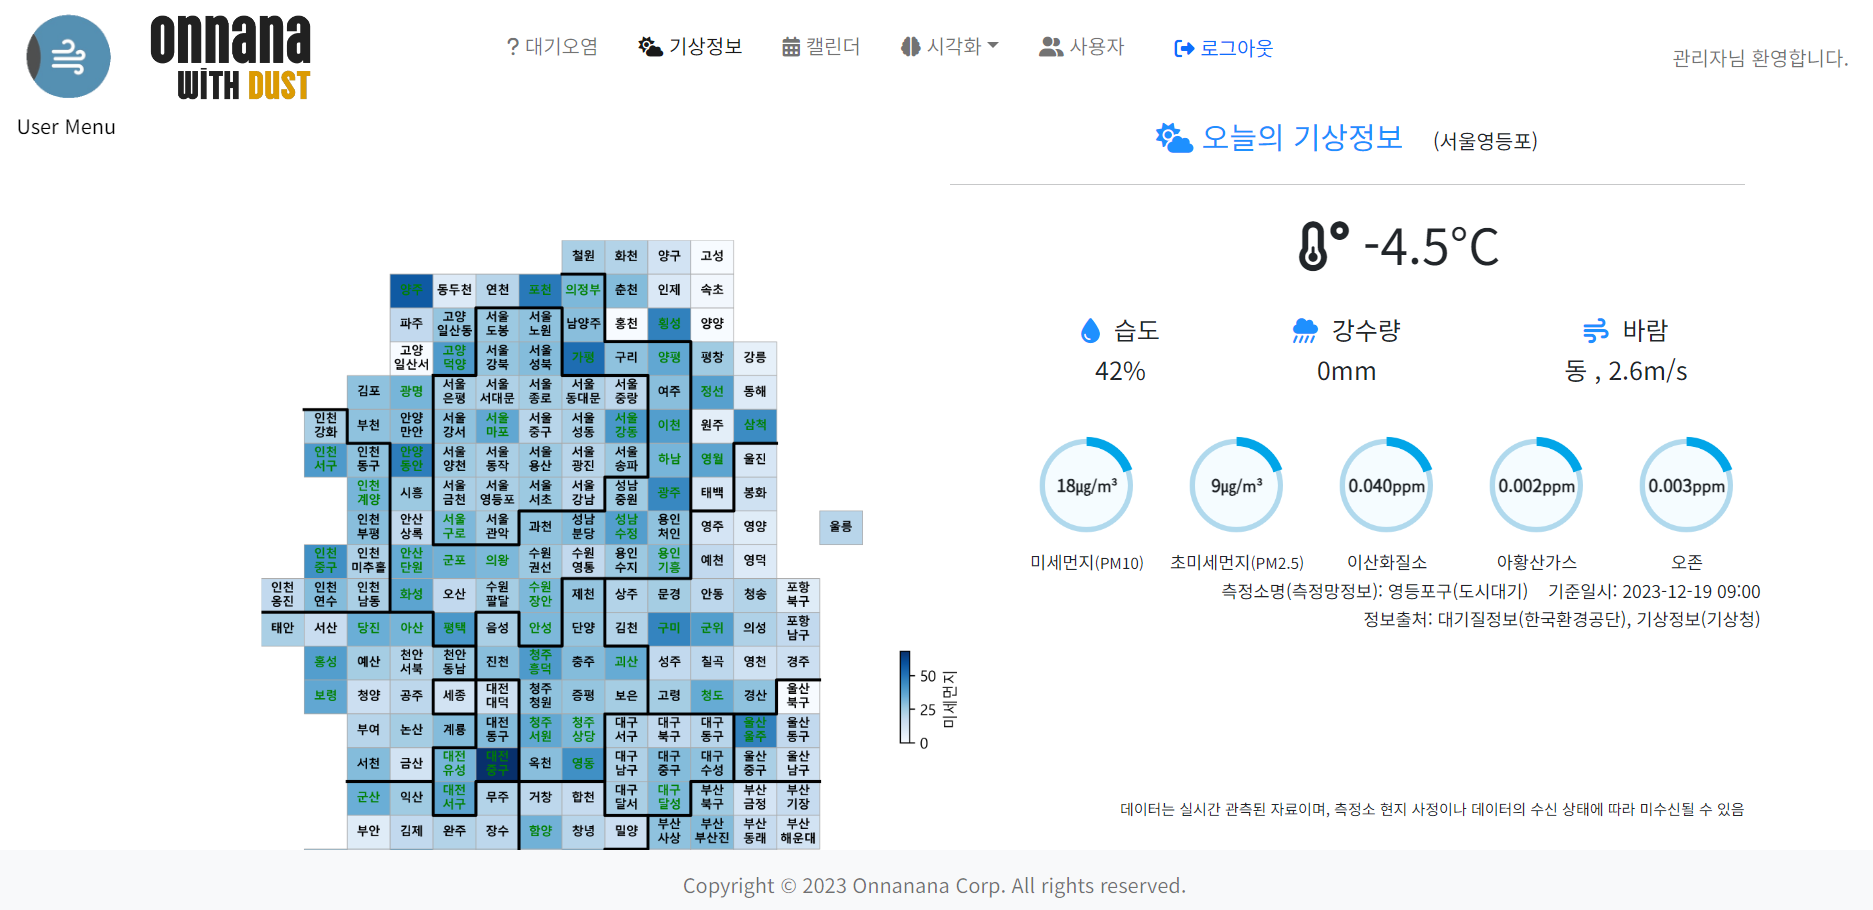 onnana
WITH DUST
User Menu
? 대기오염 기상정보 캘린더 시각화 사용자 로그아웃
관리자님 환영합니다.
오늘의 기상정보 (서울영등포)
-4.5°C
습도 강수량 바람
42% 0mm 동 , 2.6m/s
18μg/m³ 9μg/m³ 0.040ppm 0.002ppm 0.003ppm
미세먼지(PM10) 초미세먼지(PM2.5) 이산화질소 아황산가스 오존
측정소명(측정망정보): 영등포구(도시대기) 기준일시: 2023-12-19 09:00
정보출처: 대기질정보(한국환경공단), 기상정보(기상청)
데이터는 실시간 관측된 자료이며, 측정소 현지 사정이나 데이터의 수신 상태에 따라 미수신될 수 있음
철원 화천 양구 고성
동두천 연천 포천 의정부 춘천 인제 속초
파주 고양 일산동 서울 도봉 서울 노원 남양주 홍천 횡성 양양
고양 일산서 고양 덕양 서울 강북 서울 성북 가평 구리 양평 평창 강릉
김포 광명 서울 은평 서울 서대문 서울 종로 서울 동대문 서울 중랑 여주 정선 동해
인천 강화 부천 안양 만안 서울 강서 서울 마포 서울 중구 서울 성동 서울 강동 이천 원주 삼척
인천 서구 인천 동구 안양 동안 서울 양천 서울 동작 서울 용산 서울 광진 서울 송파 하남 영월 울진
인천 계양 시흥 서울 금천 서울 영등포 서울 서초 서울 강남 성남 중원 광주 태백 봉화
인천 부평 안산 상록 서울 구로 서울 관악 과천 성남 분당 성남 수정 용인 처인 영주 영양 울릉
인천 중구 인천 미추홀 안산 단원 군포 의왕 수원 권선 수원 영통 용인 수지 용인 기흥 예천 영덕
인천 옹진 인천 연수 인천 남동 화성 오산 수원 팔달 수원 장안 제천 상주 문경 안동 청송 포항 북구
태안 서산 당진 아산 평택 음성 안성 단양 김천 구미 군위 의성 포항 남구
홍성 예산 천안 서북 천안 동남 진천 청주 흥덕 충주 괴산 성주 칠곡 영천 경주
보령 청양 공주 세종 대전 대덕 청주 청원 증평 보은 고령 청도 경산 울산 북구
부여 논산 계룡 대전 동구 청주 서원 청주 상당 대구 서구 대구 북구 대구 동구 울산 울주 울산 동구
서천 금산 대전 유성 대전 중구 옥천 영동 대구 남구 대구 중구 대구 수성 울산 중구 울산 남구
군산 익산 대전 서구 무주 거창 합천 대구 달서 대구 달성 부산 북구 부산 금정 부산 기장
부안 김제 완주 장수 함양 창녕 밀양 부산 사상 부산 부산진 부산 동래 부산 해운대
50
25
0
미세먼지
Copyright © 2023 Onnanana Corp. All rights reserved.